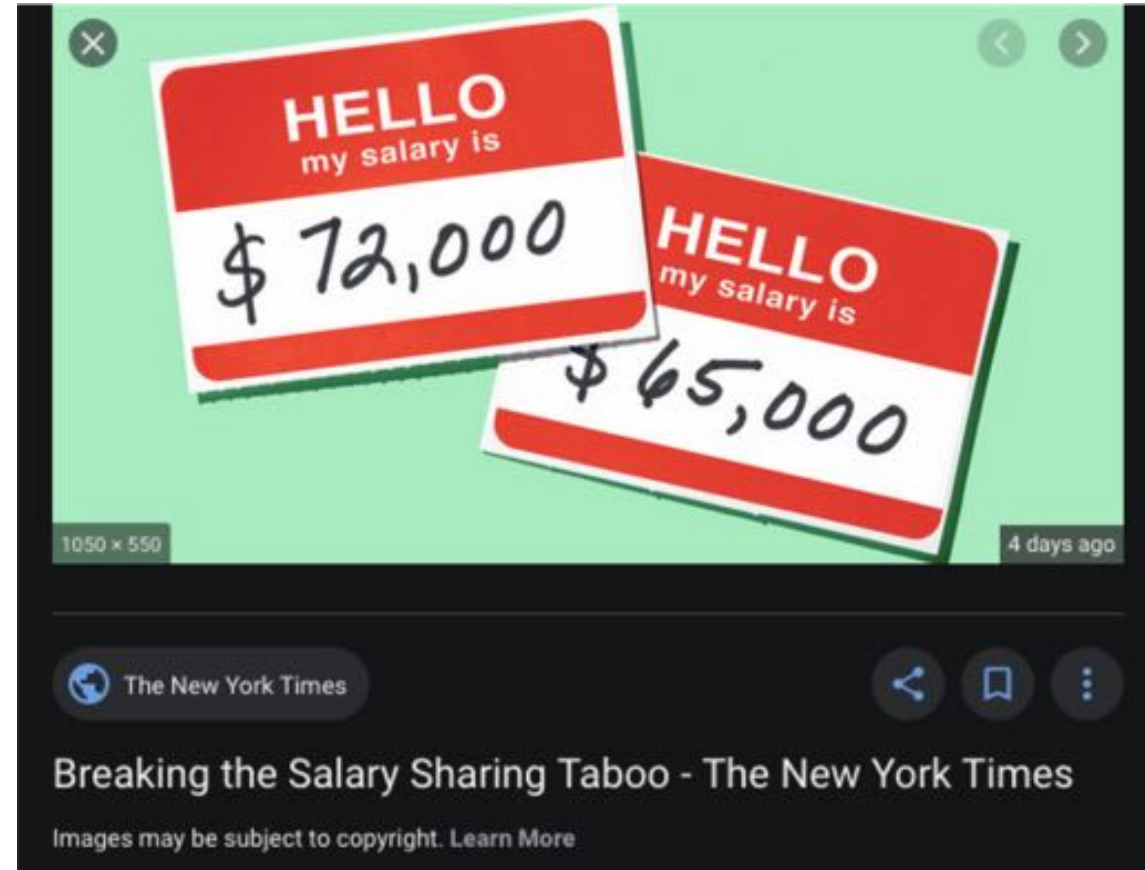 HELLO
my salary is
$ 72,000
HELLO
my salary is
$ 65,000
1050 × 550
4 days ago
The New York Times
Breaking the Salary Sharing Taboo - The New York Times
Images may be subject to copyright. Learn More